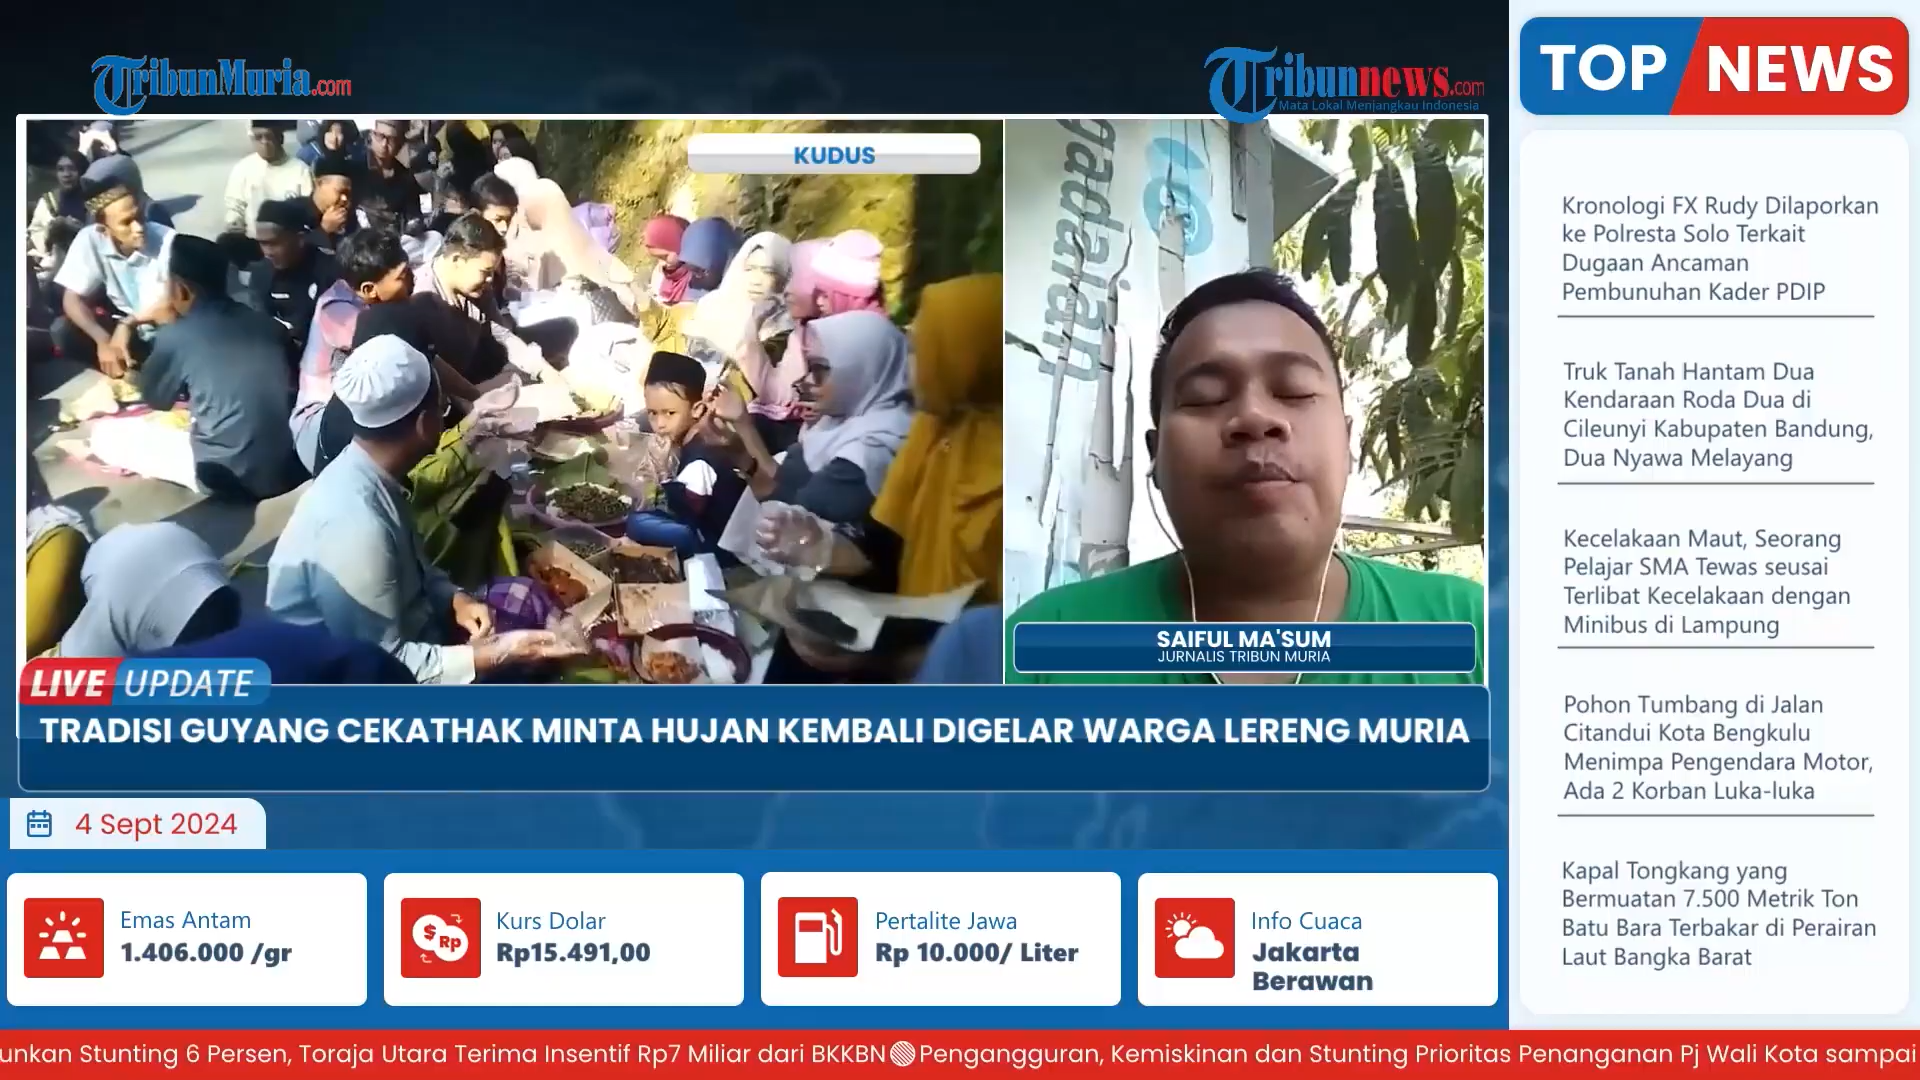 TribunMuria.com
Tribunnews.com
Mata Lokal Menjangkau Indonesia
KUDUS
gadaian
SAIFUL MA'SUM
JURNALIS TRIBUN MURIA
LIVE UPDATE
TRADISI GUYANG CEKATHAK MINTA HUJAN KEMBALI DIGELAR WARGA LERENG MURIA
4 Sept 2024
Emas Antam
1.406.000 /gr
Kurs Dolar
Rp15.491,00
Pertalite Jawa
Rp 10.000/ Liter
Info Cuaca
Jakarta
Berawan
TOP NEWS
Kronologi FX Rudy Dilaporkan
ke Polresta Solo Terkait
Dugaan Ancaman
Pembunuhan Kader PDIP
Truk Tanah Hantam Dua
Kendaraan Roda Dua di
Cileunyi Kabupaten Bandung,
Dua Nyawa Melayang
Kecelakaan Maut, Seorang
Pelajar SMA Tewas seusai
Terlibat Kecelakaan dengan
Minibus di Lampung
Pohon Tumbang di Jalan
Citandui Kota Bengkulu
Menimpa Pengendara Motor,
Ada 2 Korban Luka-luka
Kapal Tongkang yang
Bermuatan 7.500 Metrik Ton
Batu Bara Terbakar di Perairan
Laut Bangka Barat
unkan Stunting 6 Persen, Toraja Utara Terima Insentif Rp7 Miliar dari BKKBN Pengangguran, Kemiskinan dan Stunting Prioritas Penanganan Pj Wali Kota sampai